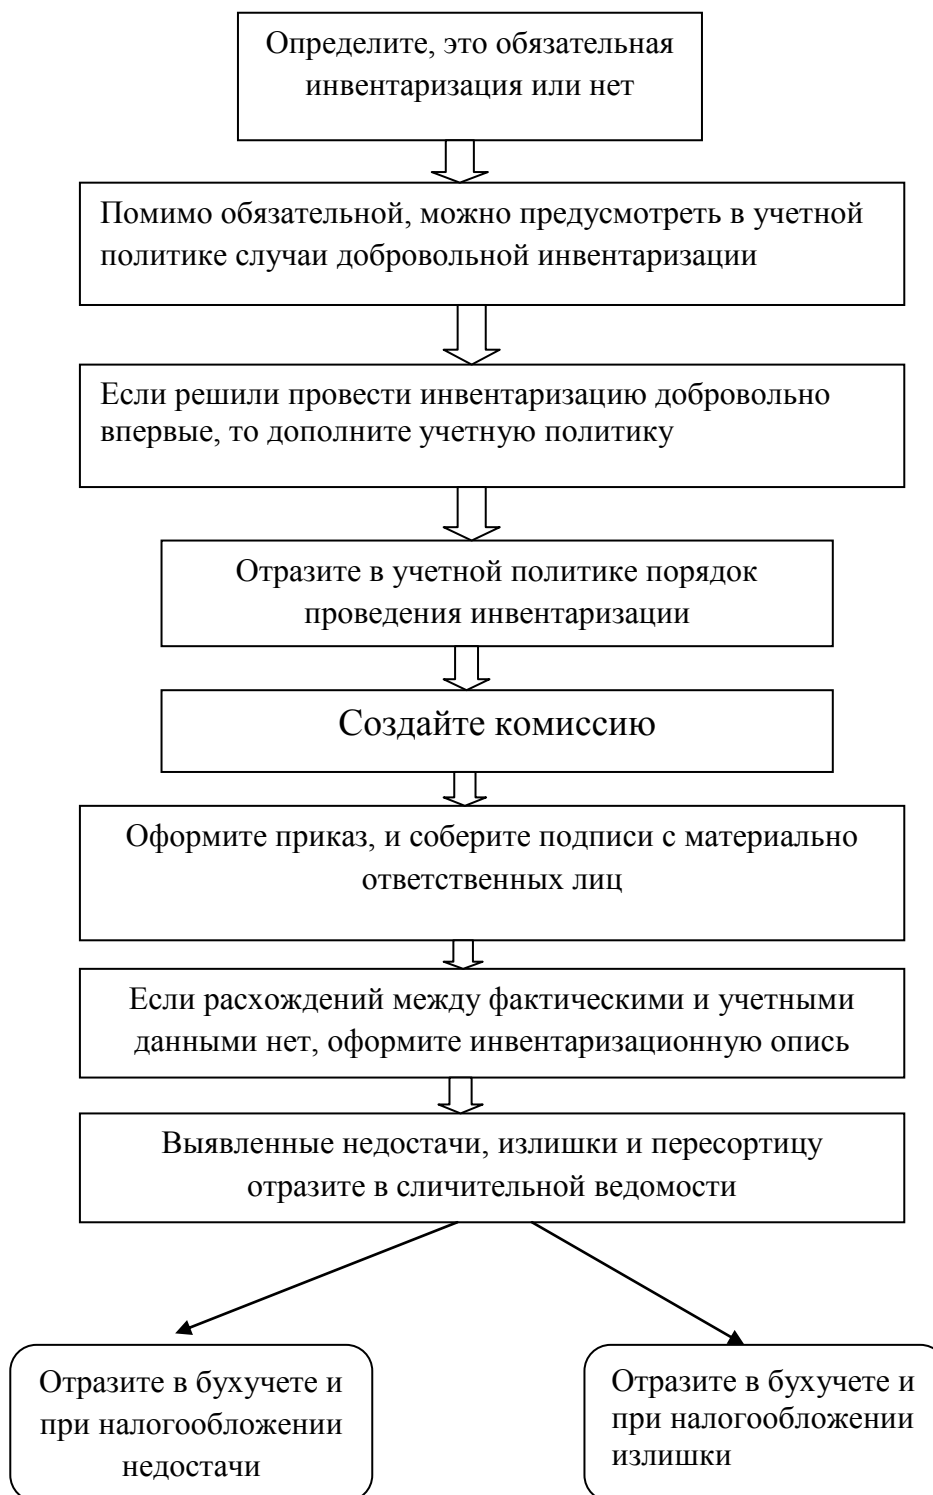 Определите, это обязательная
инвентаризация или нет
Помимо обязательной, можно предусмотреть в учетной
политике случаи добровольной инвентаризации
Если решили провести инвентаризацию добровольно
впервые, то дополните учетную политику
Отразите в учетной политике порядок
проведения инвентаризации
Создайте комиссию
Оформите приказ, и соберите подписи с материально
ответственных лиц
Если расхождений между фактическими и учетными
данными нет, оформите инвентаризационную опись
Выявленные недостачи, излишки и пересортицу
отразите в сличительной ведомости
Отразите в бухучете и
при налогообложении
недостачи
Отразите в бухучете и
при налогообложении
излишки